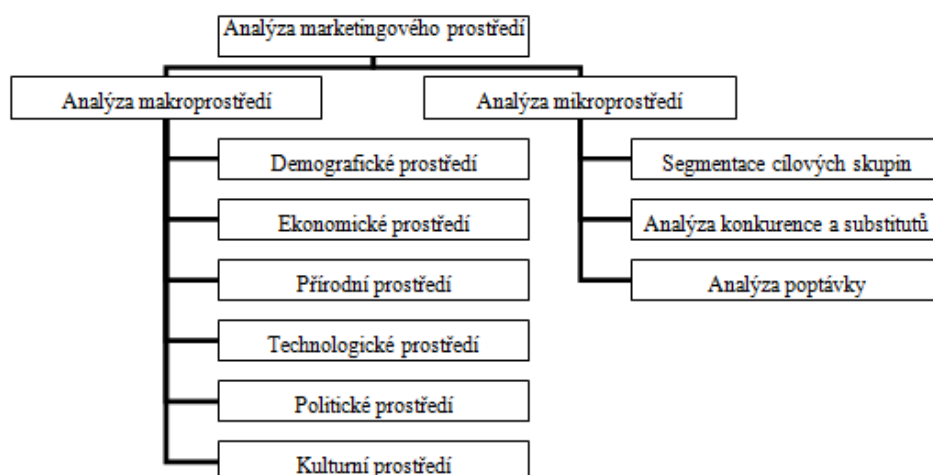 Analýza marketingového prostředí
Analýza makroprostředí
Analýza mikroprostředí
Demografické prostředí
Segmentace cílových skupin
Ekonomické prostředí
Analýza konkurence a substitutů
Přírodní prostředí
Analýza poptávky
Technologické prostředí
Politické prostředí
Kulturní prostředí